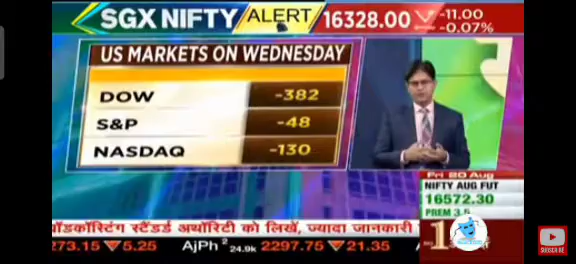 SGX NIFTY ALERT 16328.00 -11.00
-0.07%
US MARKETS ON WEDNESDAY
DOW -382
S&P -48
NASDAQ -130
Fri 20 Aug
NIFTY AUG FUT
16572.30
PREM 3.5
ब्रॉडकॉस्टिंग स्टैंडर्ड अथॉरिटी को लिखें, ज्यादा जानकारी
273.15 5.25 AjPh 2 24.9k 2297.75 21.35
SUBSCRIBE